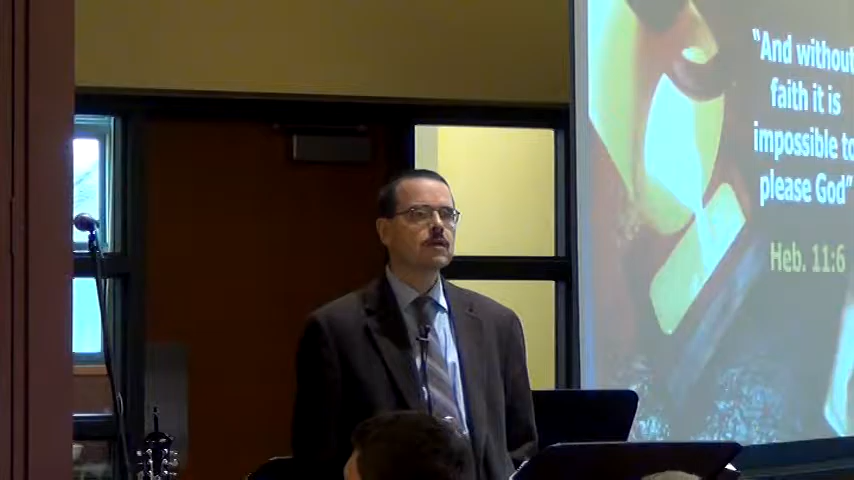 “And without
faith it is
impossible to
please God”
Heb. 11:6